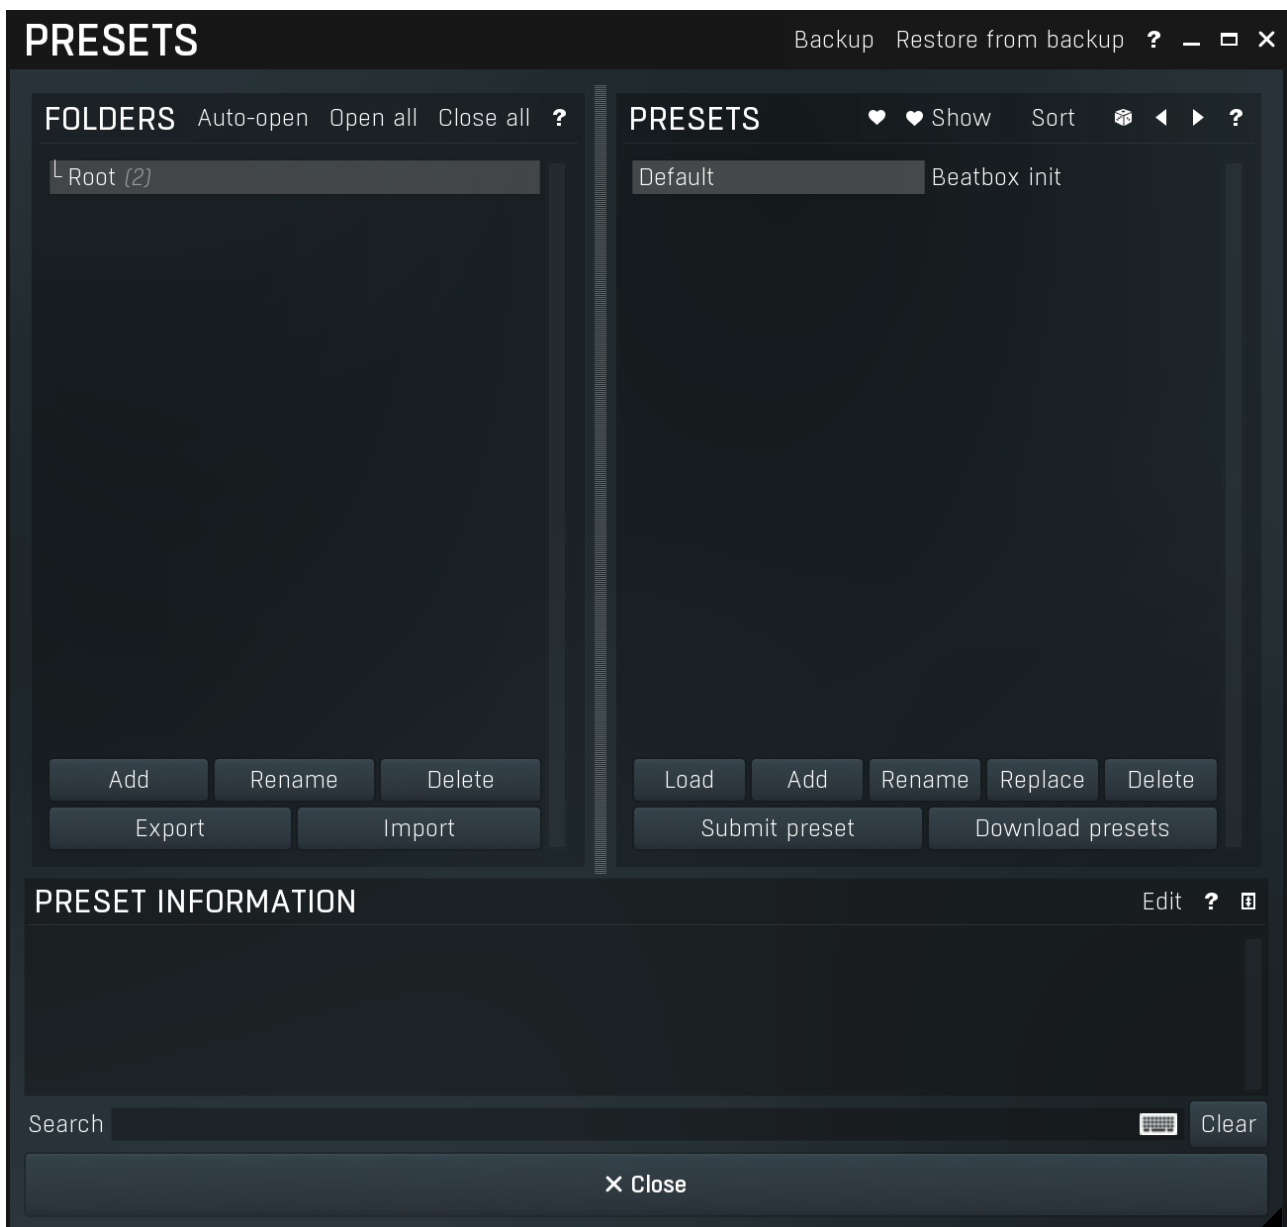 PRESETS Backup Restore from backup ?
FOLDERS Auto-open Open all Close all ?
Root (2)
Add Rename Delete
Export Import
PRESETS Show Sort ?
Default Beatbox init
Load Add Rename Replace Delete
Submit preset Download presets
PRESET INFORMATION Edit ?
Search Clear
Close